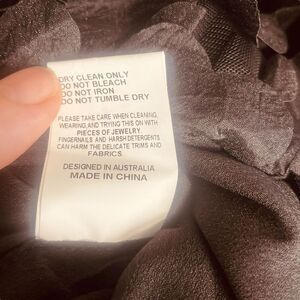 DRY CLEAN ONLY
DO NOT BLEACH
DO NOT IRON
DO NOT TUMBLE DRY
PLEASE TAKE CARE WHEN CLEANING,
WEARING, AND TRYING THIS ON WITH
PIECES OF JEWELRY
FINGERNAILS AND HARSH DETERGENTS
CAN HARM THE DELICATE TRIMS AND
FABRICS
DESIGNED IN AUSTRALIA
MADE IN CHINA